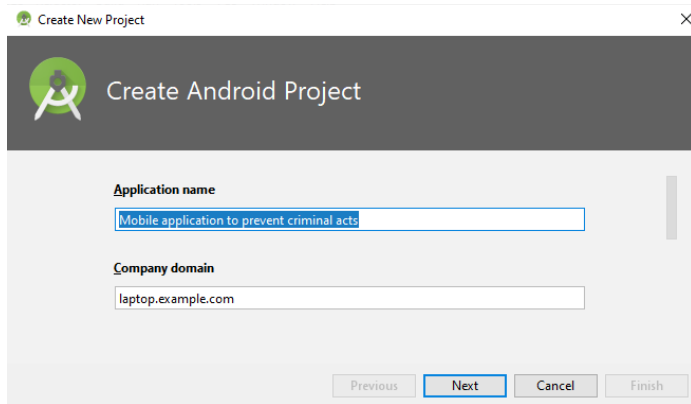 Create New Project
Create Android Project
Application name
Mobile application to prevent criminal acts
Company domain
laptop.example.com
Previous Next Cancel Finish